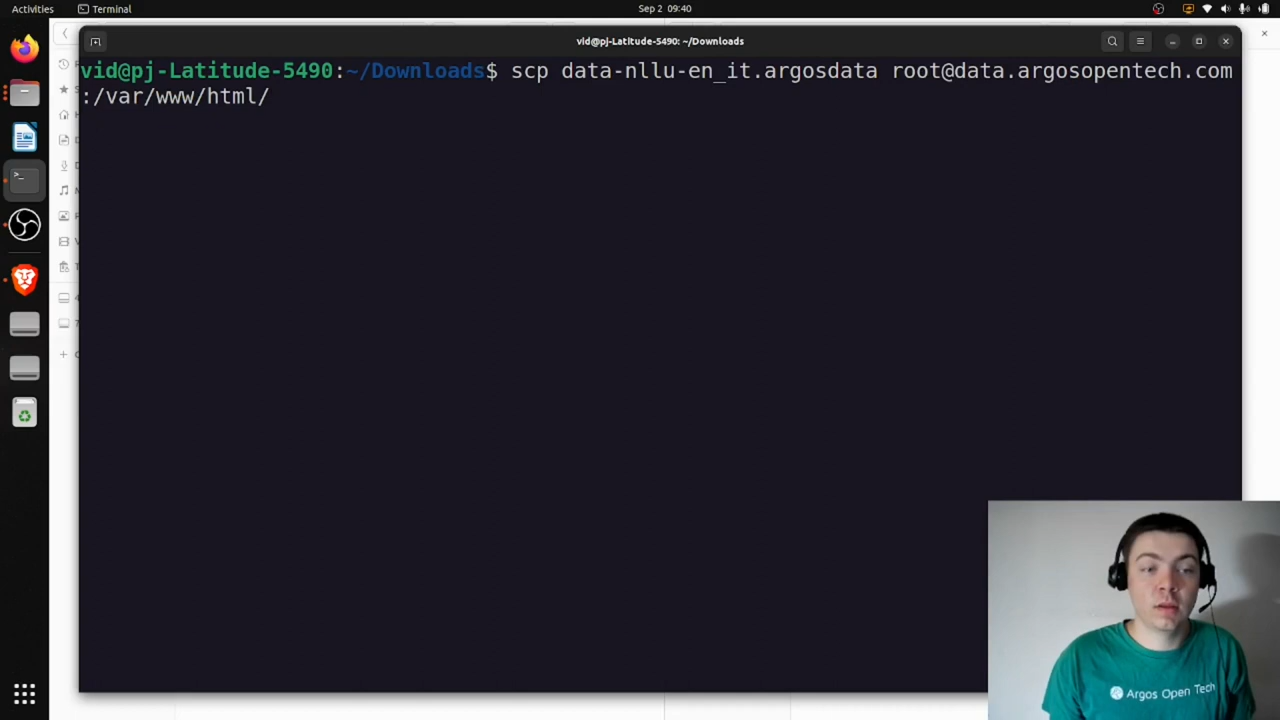 Activities
Terminal
Sep 2 09:40
vid@pj-Latitude-5490: ~/Downloads
vid@pj-Latitude-5490:~/Downloads$ scp data-nllu-en_it.argosdata root@data.argosopentech.com
:/var/www/html/
Argos Open Tech